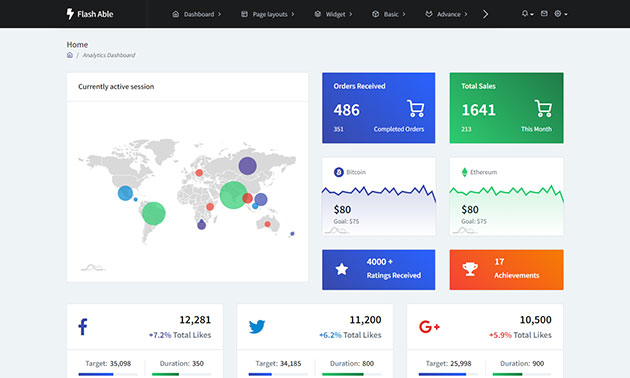 Flash Able
Dashboard
Page layouts
Widget
Basic
Advance
Home
/ Analytics Dashboard
Currently active session
Orders Received
486
351
Completed Orders
Total Sales
1641
213
This Month
Bitcoin
$80
Goal: $75
Ethereum
$80
Goal: $75
4000 +
Ratings Received
17
Achievements
12,281
+7.2% Total Likes
Target: 35,098
Duration: 350
11,200
+6.2% Total Likes
Target: 34,185
Duration: 800
G+
10,500
+5.9% Total Likes
Target: 25,998
Duration: 900